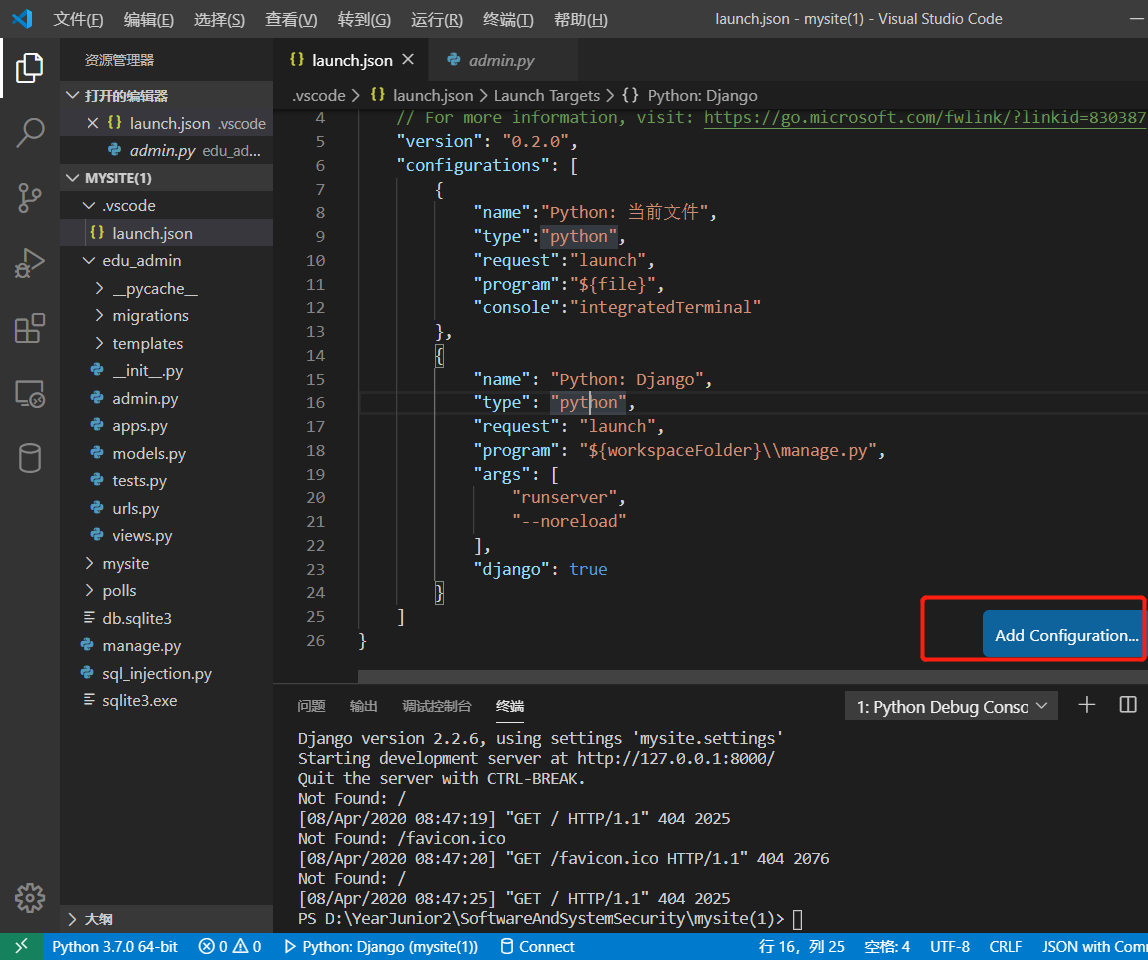 文件(F) 编辑(E) 选择(S) 查看(V) 转到(G) 运行(R) 终端(T) 帮助(H) launch.json - mysite(1) - Visual Studio Code
资源管理器
打开的编辑器
launch.json .vscode
admin.py edu_ad...
MYSITE(1)
.vscode
launch.json
edu_admin
__pycache__
migrations
templates
__init__.py
admin.py
apps.py
models.py
tests.py
urls.py
views.py
mysite
polls
db.sqlite3
manage.py
sql_injection.py
sqlite3.exe
大纲
launch.json admin.py
.vscode > {} launch.json > Launch Targets > {} Python: Django
4 // For more information, visit: https://go.microsoft.com/fwlink/?linkid=830387
5 "version": "0.2.0",
6 "configurations": [
7 {
8 "name":"Python: 当前文件",
9 "type":"python",
10 "request":"launch",
11 "program":"${file}",
12 "console":"integratedTerminal"
13 },
14 {
15 "name": "Python: Django",
16 "type": "python",
17 "request": "launch",
18 "program": "${workspaceFolder}\\manage.py",
19 "args": [
20 "runserver",
21 "--noreload"
22 ],
23 "django": true
24 }
25 ]
26 }
Add Configuration...
问题 输出 调试控制台 终端 1: Python Debug Consc
Django version 2.2.6, using settings 'mysite.settings'
Starting development server at http://127.0.0.1:8000/
Quit the server with CTRL-BREAK.
Not Found: /
[08/Apr/2020 08:47:19] "GET / HTTP/1.1" 404 2025
Not Found: /favicon.ico
[08/Apr/2020 08:47:20] "GET /favicon.ico HTTP/1.1" 404 2076
Not Found: /
[08/Apr/2020 08:47:25] "GET / HTTP/1.1" 404 2025
PS D:\YearJunior2\SoftwareAndSystemSecurity\mysite(1)>
Python 3.7.0 64-bit 0 0 Python: Django (mysite(1)) Connect 行 16，列 25 空格: 4 UTF-8 CRLF JSON with Com